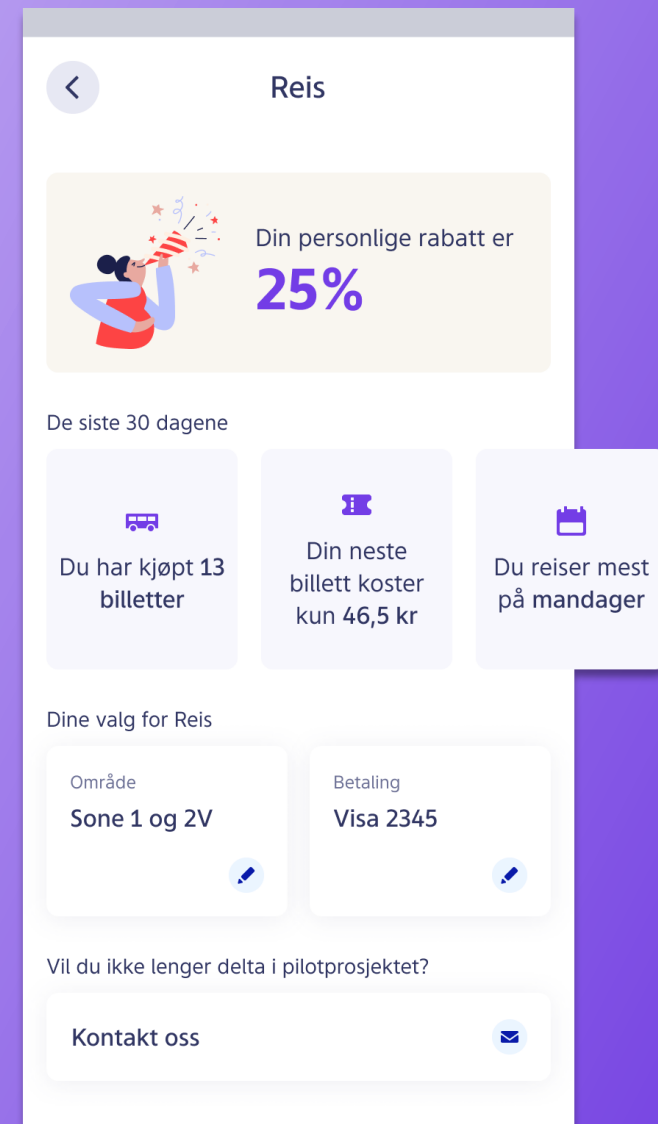 Reis
Din personlige rabatt er
25%
De siste 30 dagene
Du har kjøpt 13
billetter
Din neste
billett koster
kun 46,5 kr
Du reiser mest
på mandager
Dine valg for Reis
Område
Sone 1 og 2V
Betaling
Visa 2345
Vil du ikke lenger delta i pilotprosjektet?
Kontakt oss